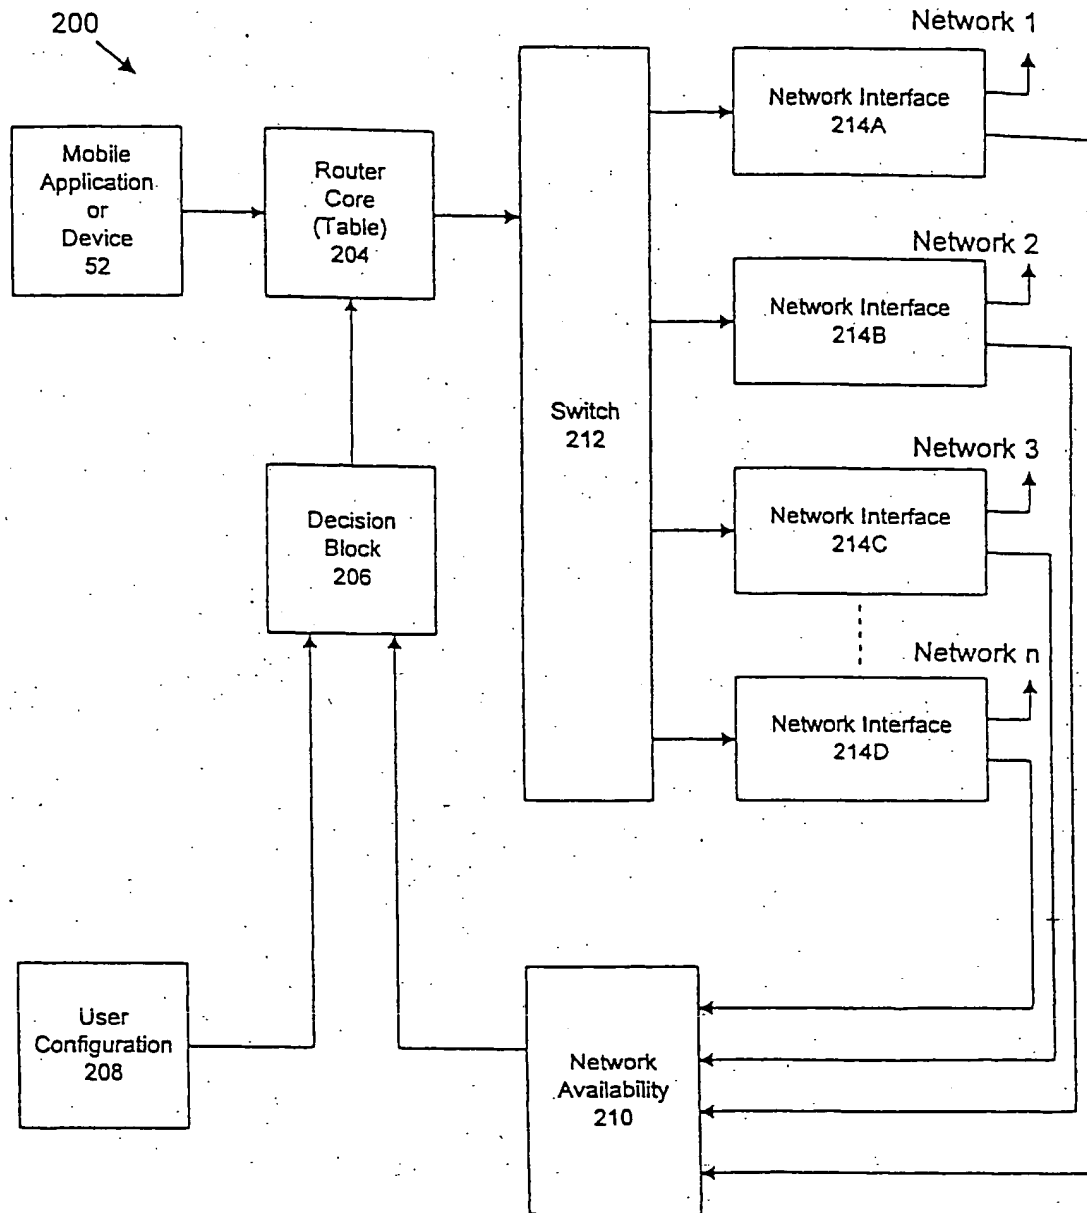 200
Network 1
Mobile
Application
or
Device
52
Router
Core
(Table)
204
Network Interface
214A
Network 2
Network Interface
214B
Switch
212
Network 3
Network Interface
214C
Decision
Block
206
Network n
Network Interface
214D
User
Configuration
208
Network
Availability
210